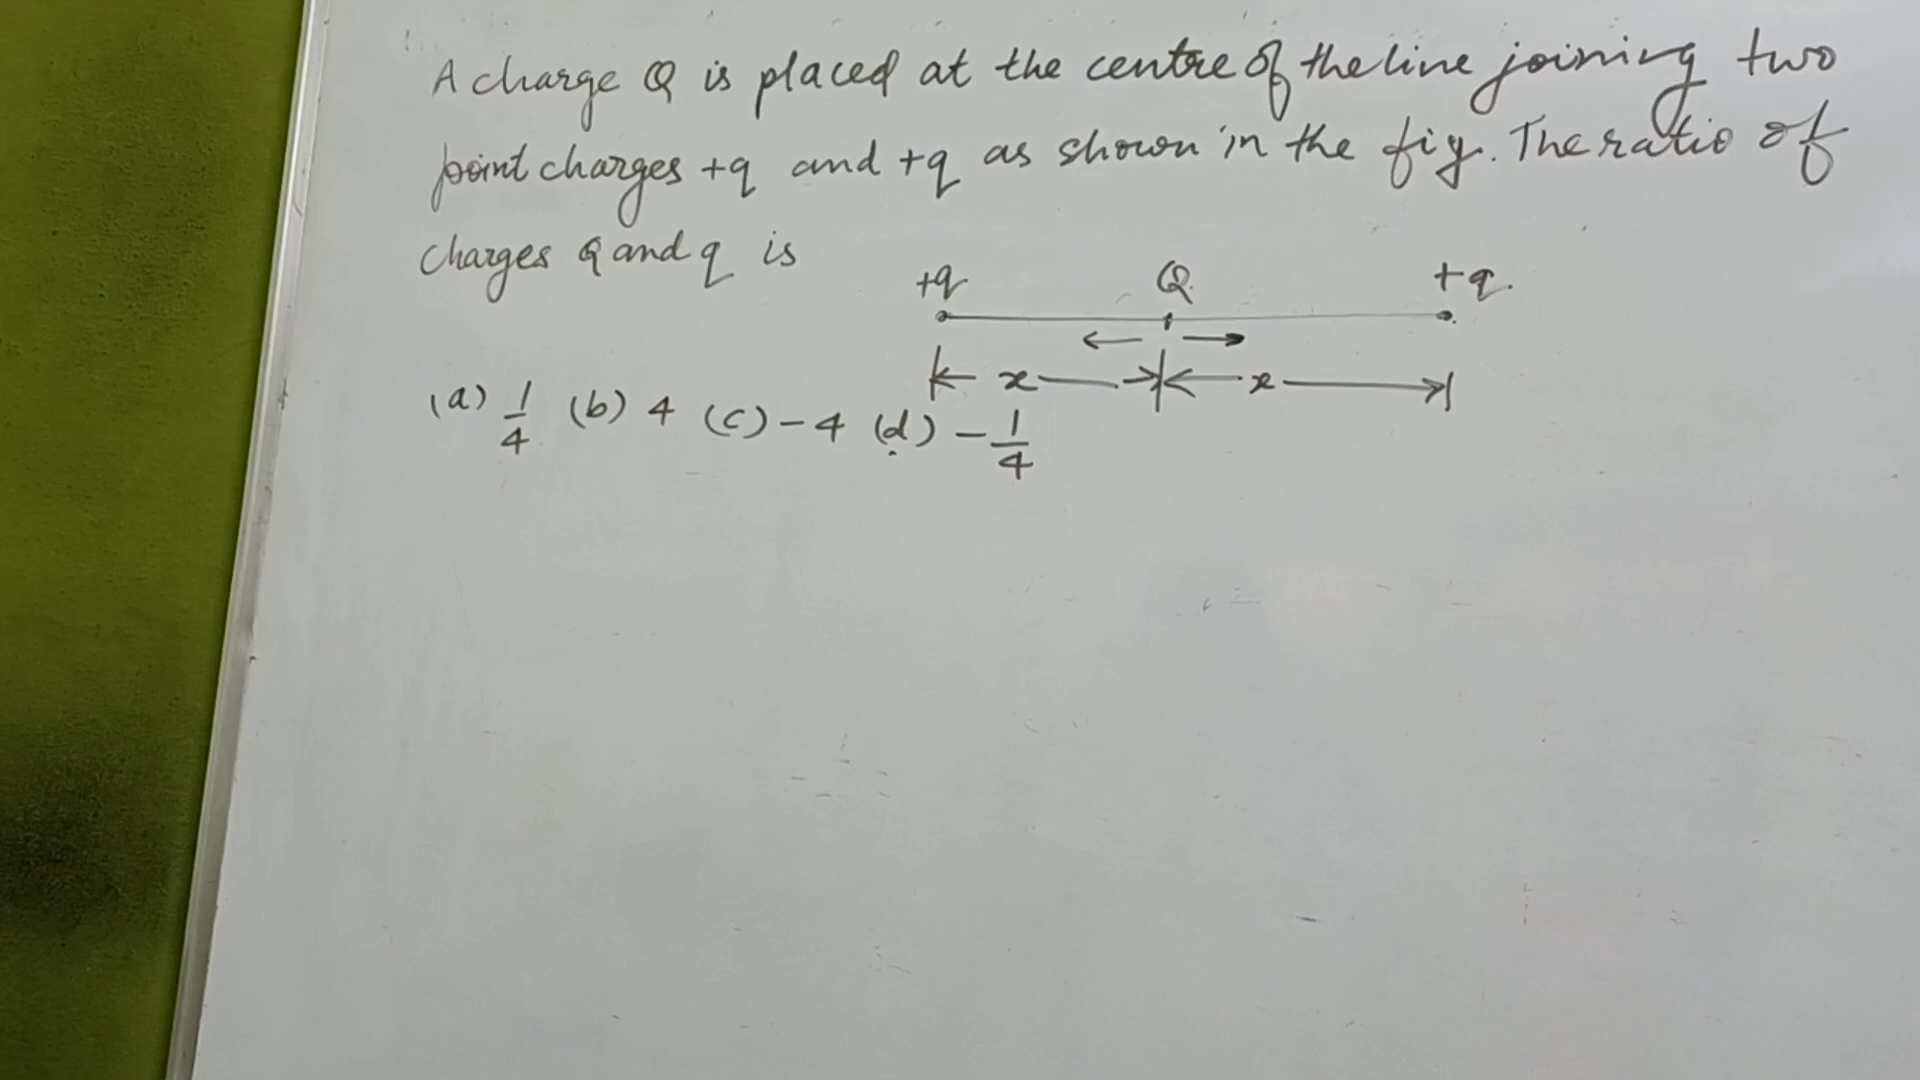 A charge Q is placed at the centre of the line joining two
point charges +q and +q as shown in the fig. The ratio of
charges Q and q is
+q Q +q.
x x
(a) 1/4 (b) 4 (c) -4 (d) -1/4